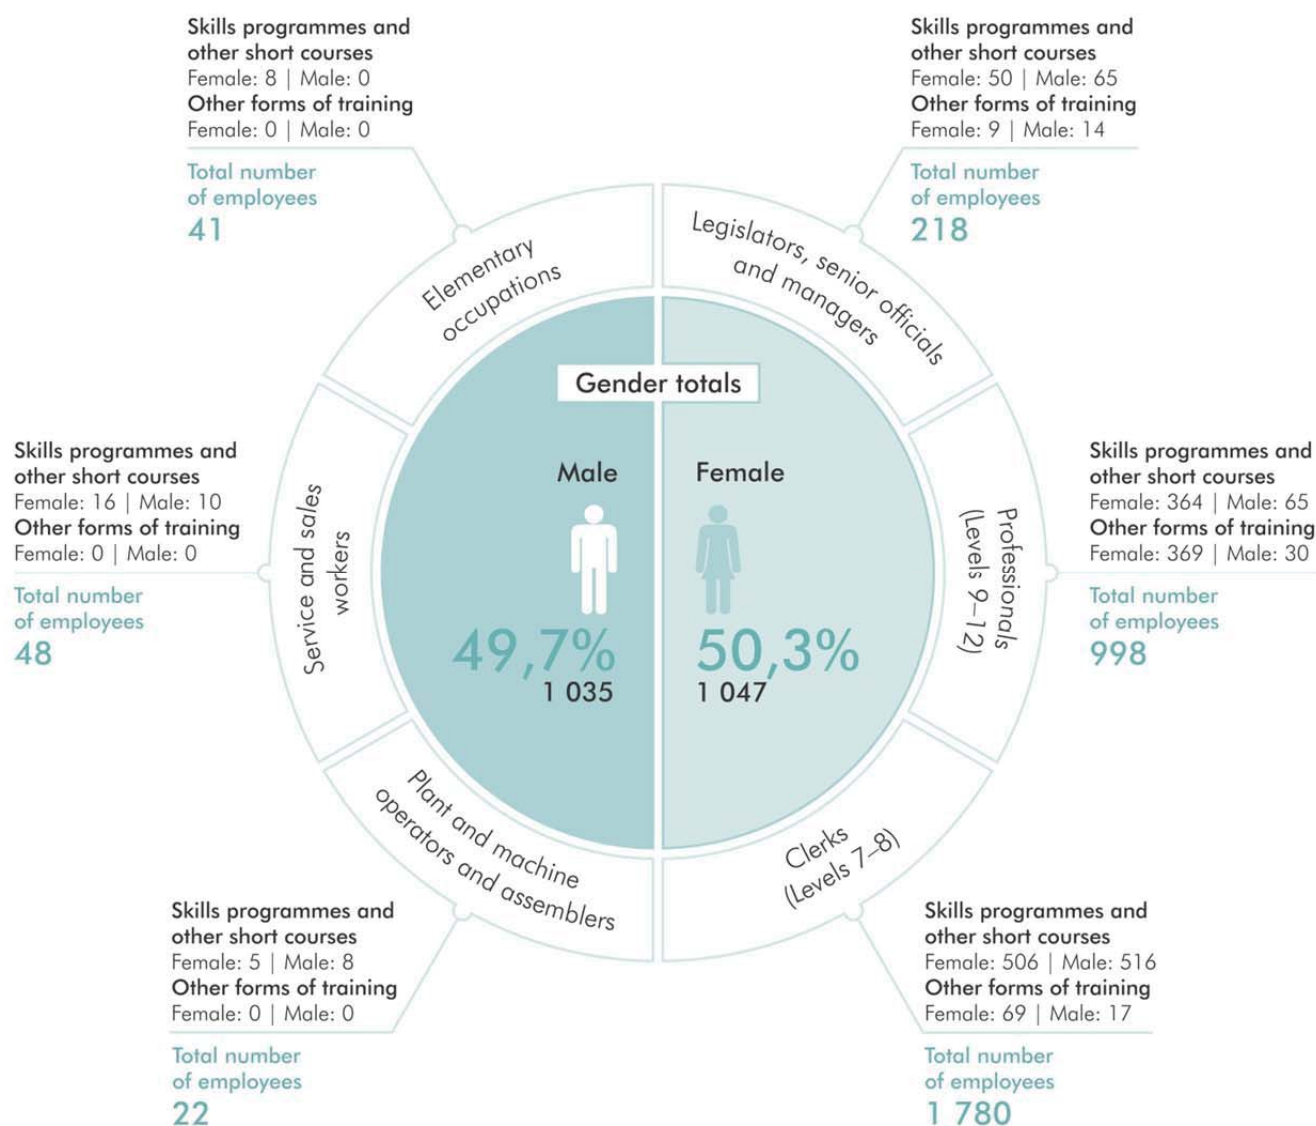 Skills programmes and
other short courses
Female: 8 | Male: 0
Other forms of training
Female: 0 | Male: 0
Total number
of employees
41
Skills programmes and
other short courses
Female: 50 | Male: 65
Other forms of training
Female: 9 | Male: 14
Total number
of employees
218
Elementary
occupations
Legislators, senior officials
and managers
Gender totals
Skills programmes and
other short courses
Female: 16 | Male: 10
Other forms of training
Female: 0 | Male: 0
Total number
of employees
48
Service and sales
workers
Male
49,7%
1 035
Female
50,3%
1 047
Professionals
(Levels 9–12)
Skills programmes and
other short courses
Female: 364 | Male: 65
Other forms of training
Female: 369 | Male: 30
Total number
of employees
998
Plant and machine
operators and assemblers
Clerks
(Levels 7–8)
Skills programmes and
other short courses
Female: 5 | Male: 8
Other forms of training
Female: 0 | Male: 0
Total number
of employees
22
Skills programmes and
other short courses
Female: 506 | Male: 516
Other forms of training
Female: 69 | Male: 17
Total number
of employees
1 780